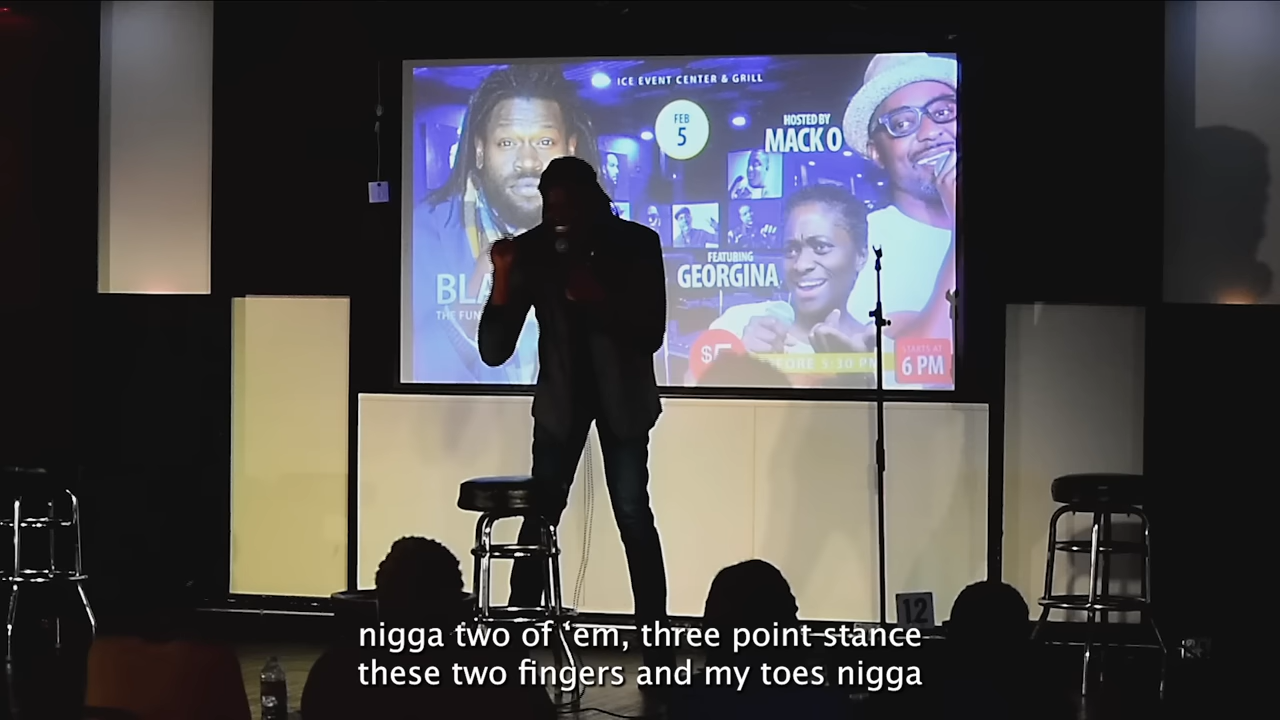 ICE EVENT CENTER & GRILL
FEB
5
HOSTED BY
MACK O
FEATURING
GEORGINA
STARTS AT
6 PM
12
nigga two of ‘em, three point stance
these two fingers and my toes nigga